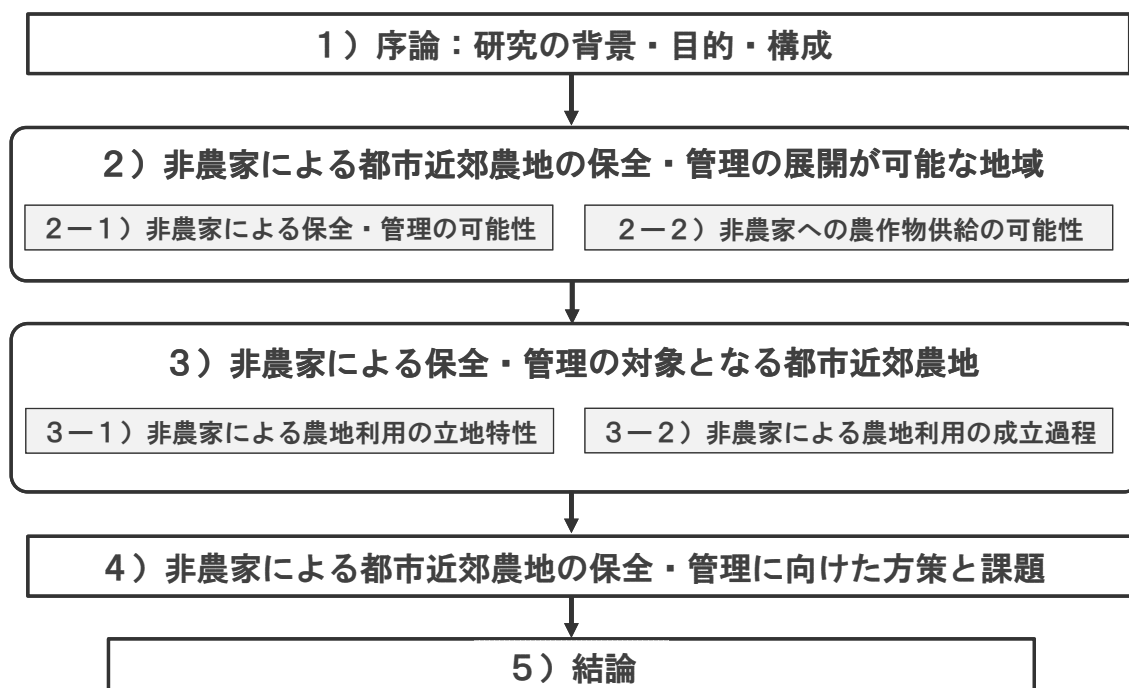 １）序論：研究の背景・目的・構成
２）非農家による都市近郊農地の保全・管理の展開が可能な地域
２－１）非農家による保全・管理の可能性
２－２）非農家への農作物供給の可能性
３）非農家による保全・管理の対象となる都市近郊農地
３－１）非農家による農地利用の立地特性
３－２）非農家による農地利用の成立過程
４）非農家による都市近郊農地の保全・管理に向けた方策と課題
５）結論